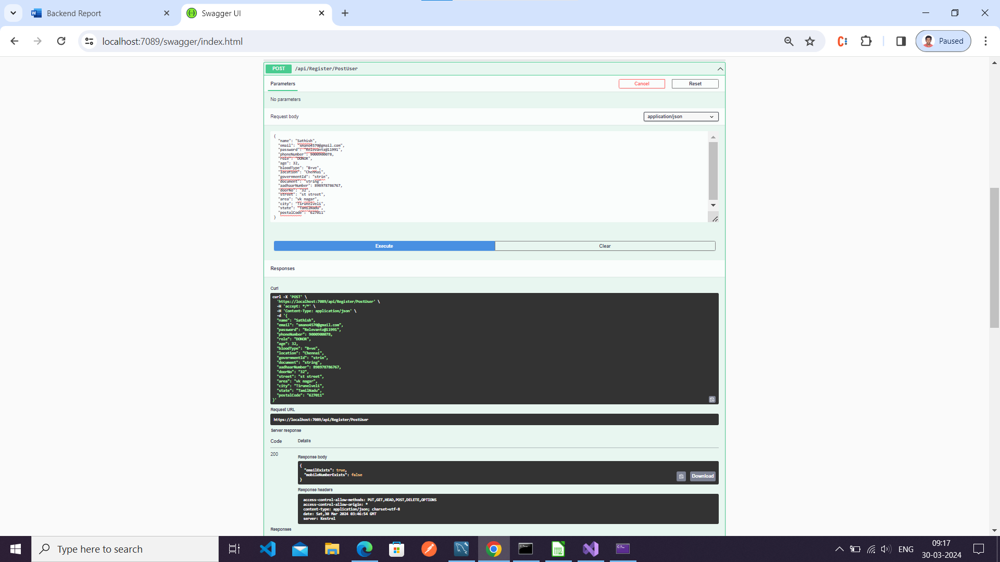 Backend Report
Swagger UI
localhost:7089/swagger/index.html
Paused
POST /api/Register/PostUser
Parameters
Cancel
Reset
No parameters
Request body
application/json
{
"name": "Sathish",
"email": "smano4570@gmail.com",
"password": "Relevantz@11991",
"phoneNumber": 9000900078,
"role": "DONOR",
"age": 32,
"bloodType": "B+ve",
"location": "Chennai",
"governmentId": "strin",
"document": "string",
"aadhaarNumber": 898978786767,
"doorNo": "32",
"street": "st street",
"area": "vk nagar",
"city": "Tirunelveli",
"state": "TamilNadu",
"postalCode": "627011"
}
Execute
Clear
Responses
Curl
curl -X 'POST' \
'https://localhost:7089/api/Register/PostUser' \
-H 'accept: */*' \
-H 'Content-Type: application/json' \
-d '{
"name": "Sathish",
"email": "smano4570@gmail.com",
"password": "Relevantz@11991",
"phoneNumber": 9000900078,
"role": "DONOR",
"age": 32,
"bloodType": "B+ve",
"location": "Chennai",
"governmentId": "strin",
"document": "string",
"aadhaarNumber": 898978786767,
"doorNo": "32",
"street": "st street",
"area": "vk nagar",
"city": "Tirunelveli",
"state": "TamilNadu",
"postalCode": "627011"
}'
Request URL
https://localhost:7089/api/Register/PostUser
Server response
Code
Details
200
Response body
{
"emailExists": true,
"mobileNumberExists": false
}
Download
Response headers
access-control-allow-methods: PUT,GET,HEAD,POST,DELETE,OPTIONS
access-control-allow-origin: *
content-type: application/json; charset=utf-8
date: Sat,30 Mar 2024 03:46:54 GMT
server: Kestrel
Responses
Type here to search
ENG
09:17
30-03-2024